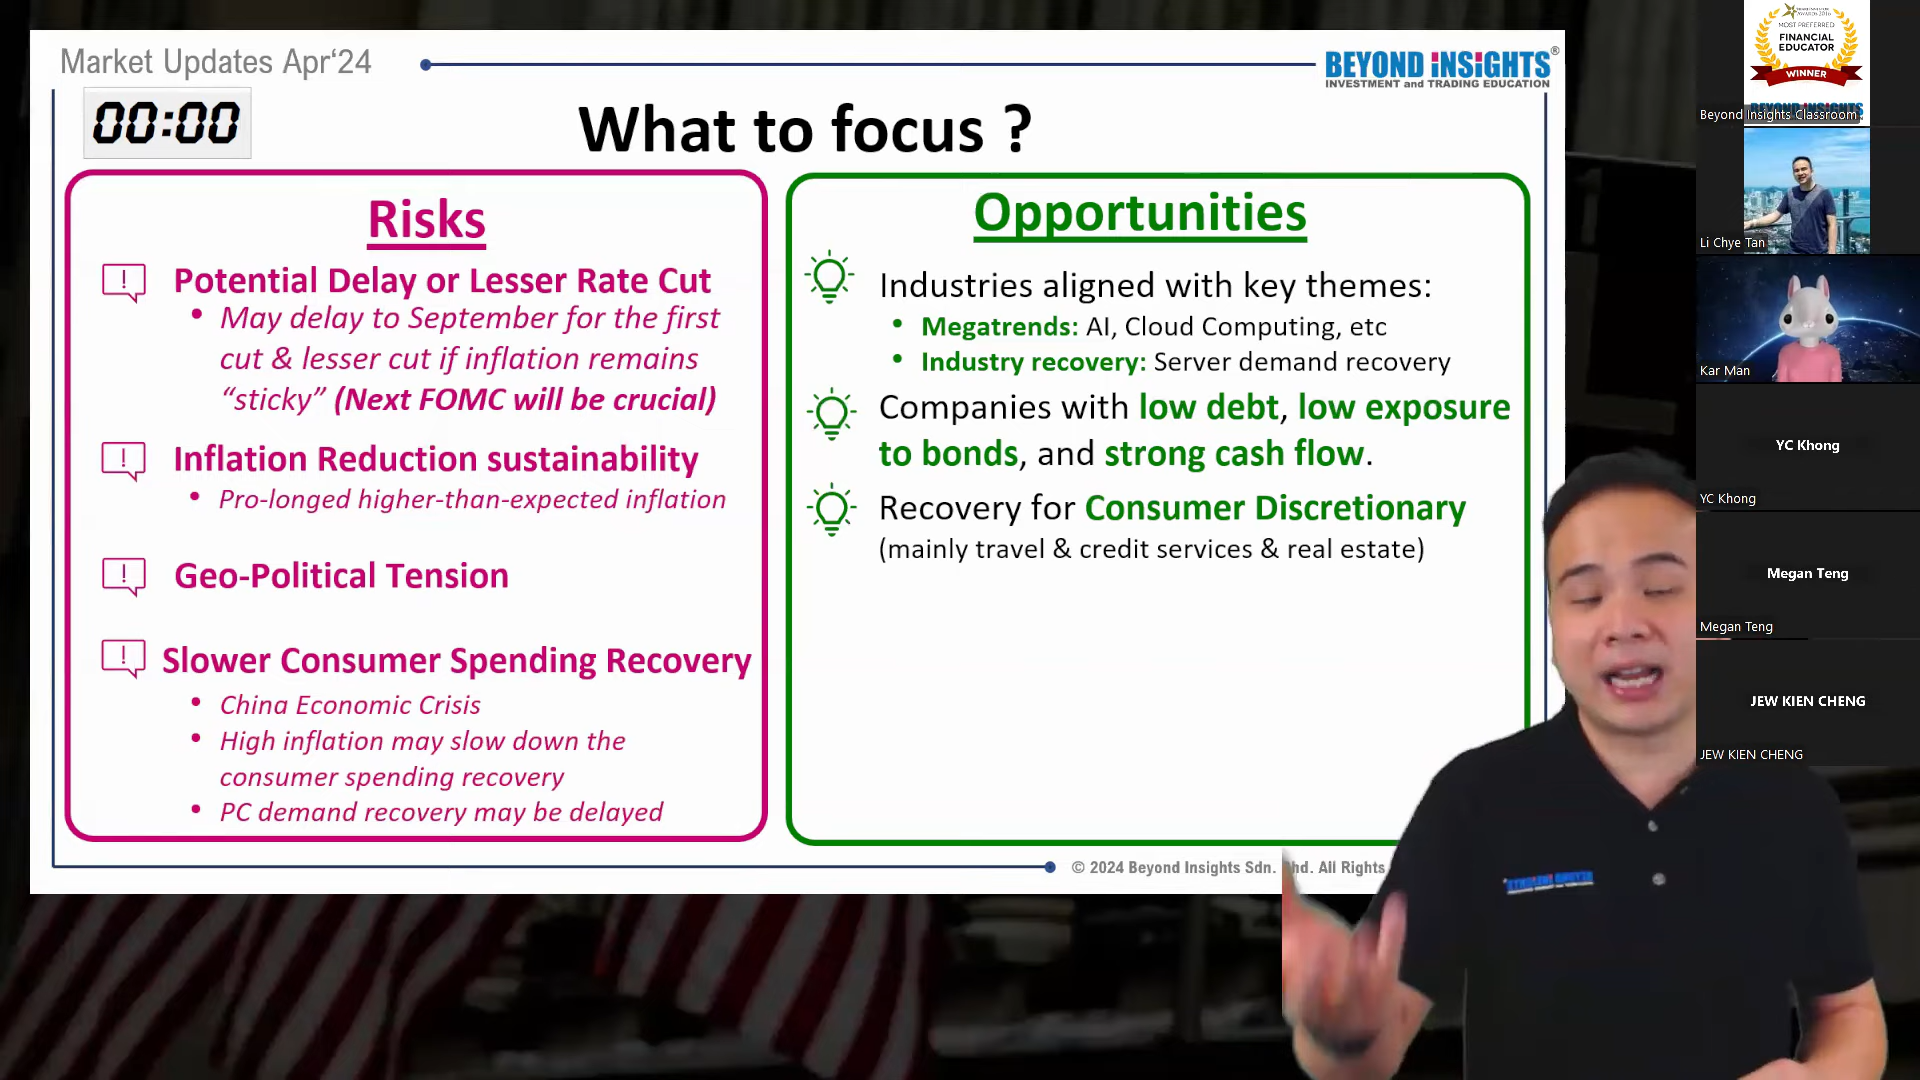 Market Updates Apr‘24
BEYOND iNSiGHTS®
INVESTMENT and TRADING EDUCATION
00:00
What to focus ?
Risks
Potential Delay or Lesser Rate Cut
• May delay to September for the first
cut & lesser cut if inflation remains
“sticky” (Next FOMC will be crucial)
Inflation Reduction sustainability
• Pro-longed higher-than-expected inflation
Geo-Political Tension
Slower Consumer Spending Recovery
• China Economic Crisis
• High inflation may slow down the
consumer spending recovery
• PC demand recovery may be delayed
Opportunities
Industries aligned with key themes:
• Megatrends: AI, Cloud Computing, etc
• Industry recovery: Server demand recovery
Companies with low debt, low exposure
to bonds, and strong cash flow.
Recovery for Consumer Discretionary
(mainly travel & credit services & real estate)
© 2024 Beyond Insights Sdn. hd. All Rights
MOST PREFERRED
FINANCIAL
EDUCATOR
WINNER
BEYOND INSIGHTS
Beyond Insights Classroom
Li Chye Tan
Kar Man
YC Khong
YC Khong
Megan Teng
Megan Teng
JEW KIEN CHENG
JEW KIEN CHENG